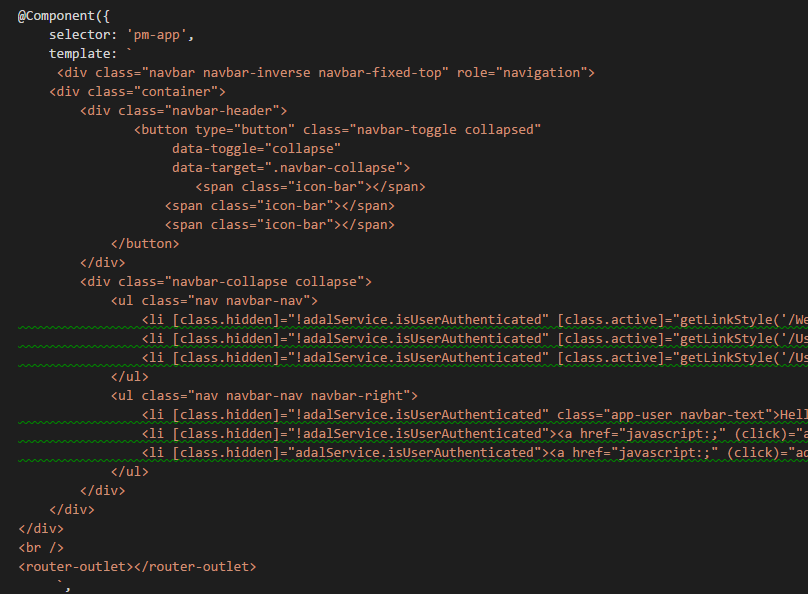 @Component({
selector: 'pm-app',
template: `
<div class="navbar navbar-inverse navbar-fixed-top" role="navigation">
<div class="container">
<div class="navbar-header">
<button type="button" class="navbar-toggle collapsed"
data-toggle="collapse"
data-target=".navbar-collapse">
<span class="icon-bar"></span>
<span class="icon-bar"></span>
<span class="icon-bar"></span>
</button>
</div>
<div class="navbar-collapse collapse">
<ul class="nav navbar-nav">
<li [class.hidden]="!adalService.isUserAuthenticated" [class.active]="getLinkStyle('/We
<li [class.hidden]="!adalService.isUserAuthenticated" [class.active]="getLinkStyle('/Us
<li [class.hidden]="!adalService.isUserAuthenticated" [class.active]="getLinkStyle('/Us
</ul>
<ul class="nav navbar-nav navbar-right">
<li [class.hidden]="!adalService.isUserAuthenticated" class="app-user navbar-text">Hell
<li [class.hidden]="!adalService.isUserAuthenticated"><a href="javascript:;" (click)="a
<li [class.hidden]="adalService.isUserAuthenticated"><a href="javascript:;" (click)="ad
</ul>
</div>
</div>
</div>
<br />
<router-outlet></router-outlet>
`,